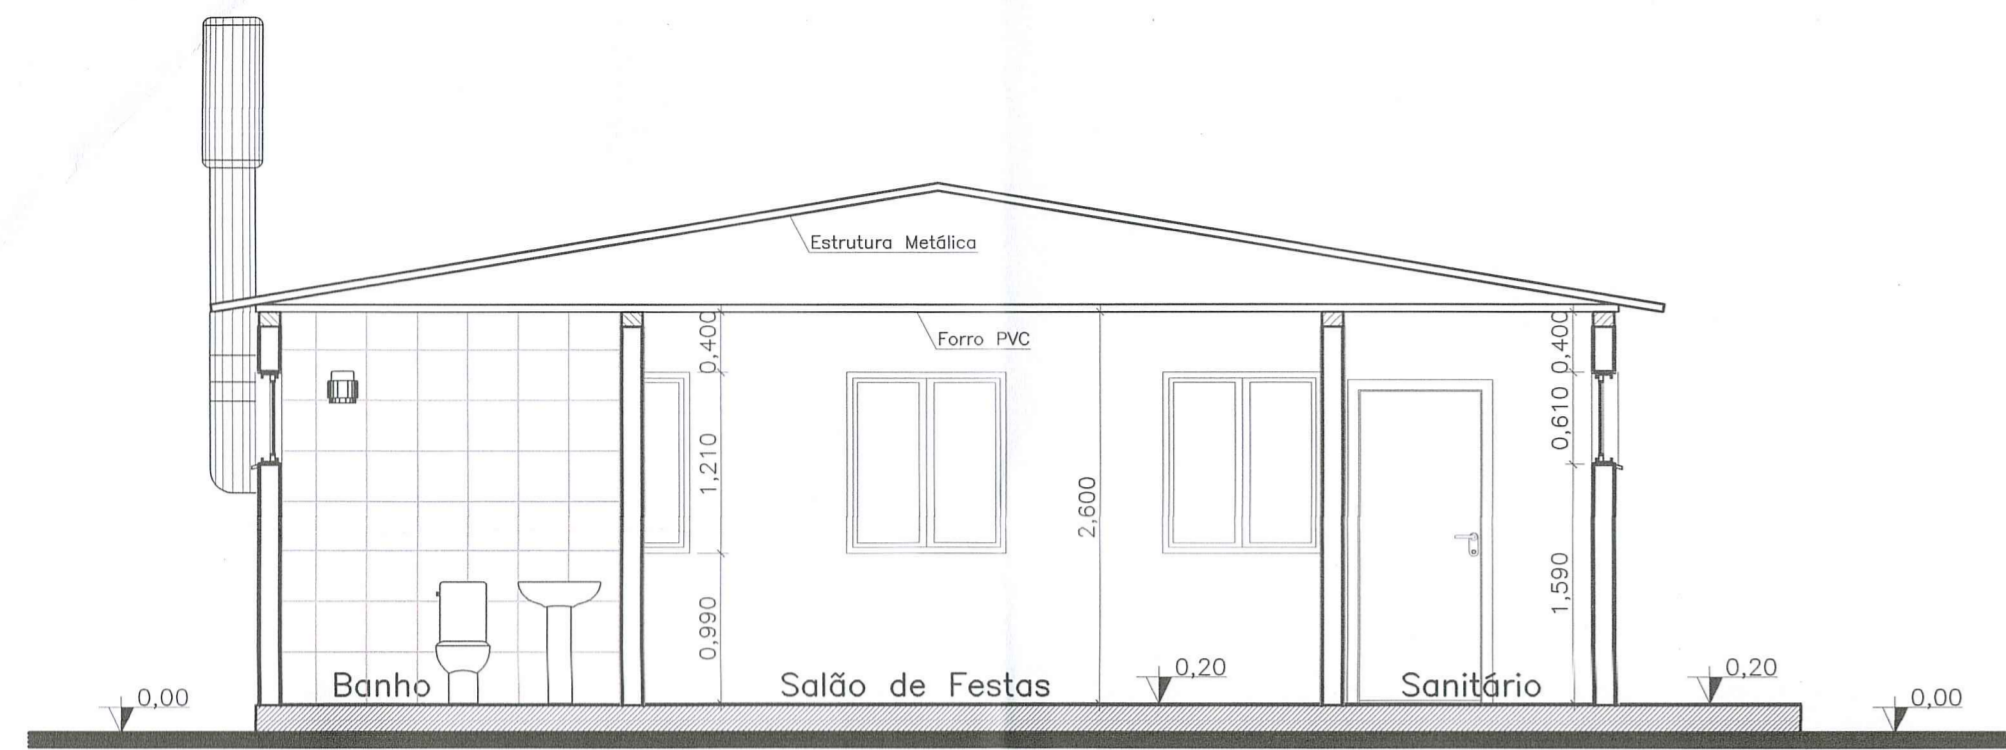 Estrutura Metálica
Forro PVC
0,400
0,400
1,210
0,610
2,600
0,990
1,590
Banho
Salão de Festas
0,20
Sanitário
0,20
0,00
0,00